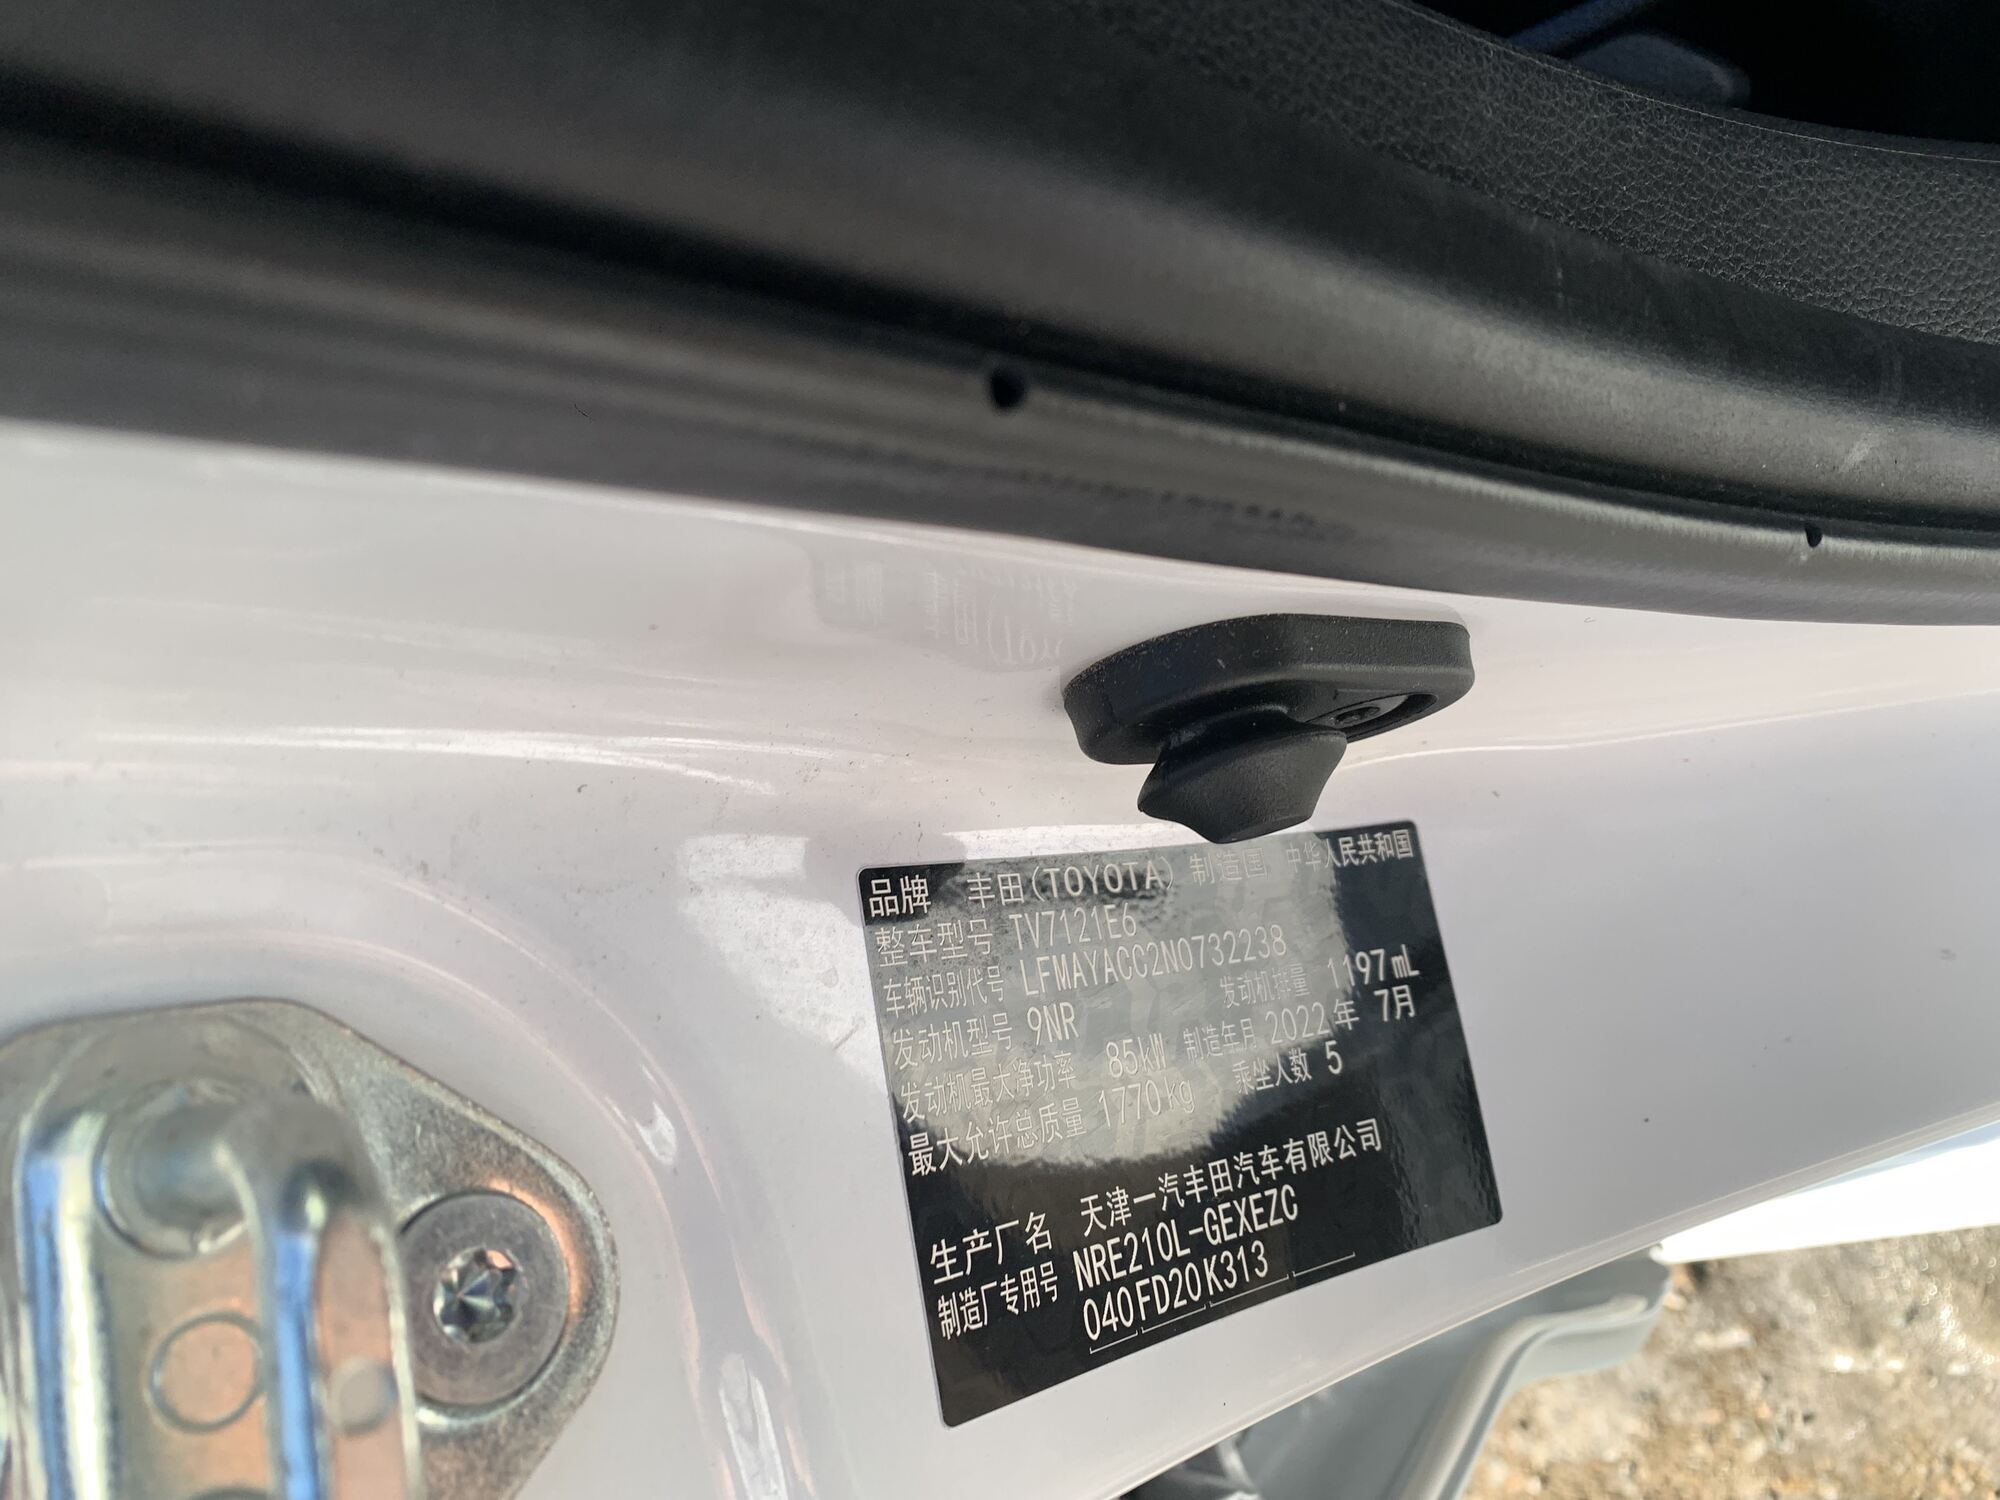 品牌 丰田(TOYOTA) 制造国 中华人民共和国
整车型号 TV7121E6
车辆识别代号 LFMAYACC2N0732238
发动机型号 9NR 发动机排量 1197mL
发动机最大净功率 85kW 制造年月 2022年 7月
最大允许总质量 1770kg 乘坐人数 5
生产厂名 天津一汽丰田汽车有限公司
制造厂专用号 NRE210L-GEXEZC
040FD20K313